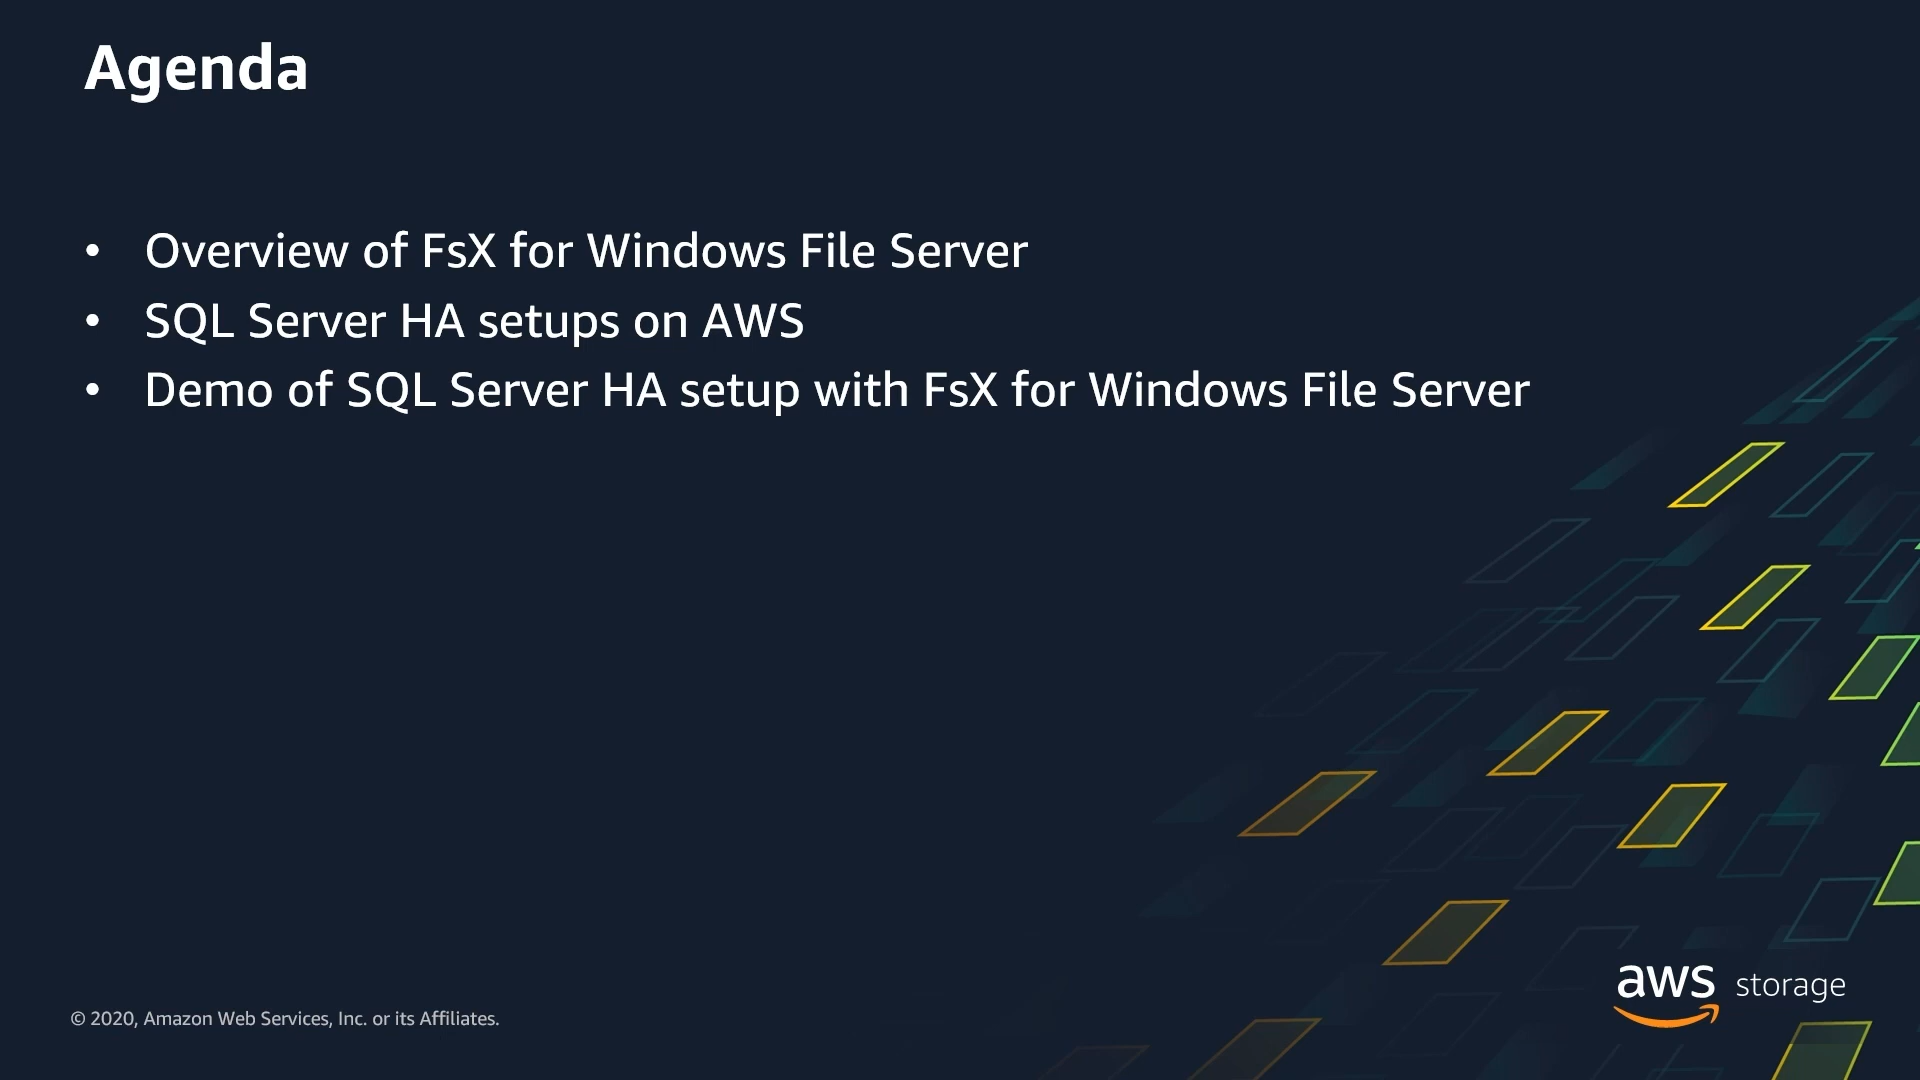 Agenda
• Overview of FsX for Windows File Server
• SQL Server HA setups on AWS
• Demo of SQL Server HA setup with FsX for Windows File Server
aws storage
© 2020, Amazon Web Services, Inc. or its Affiliates.